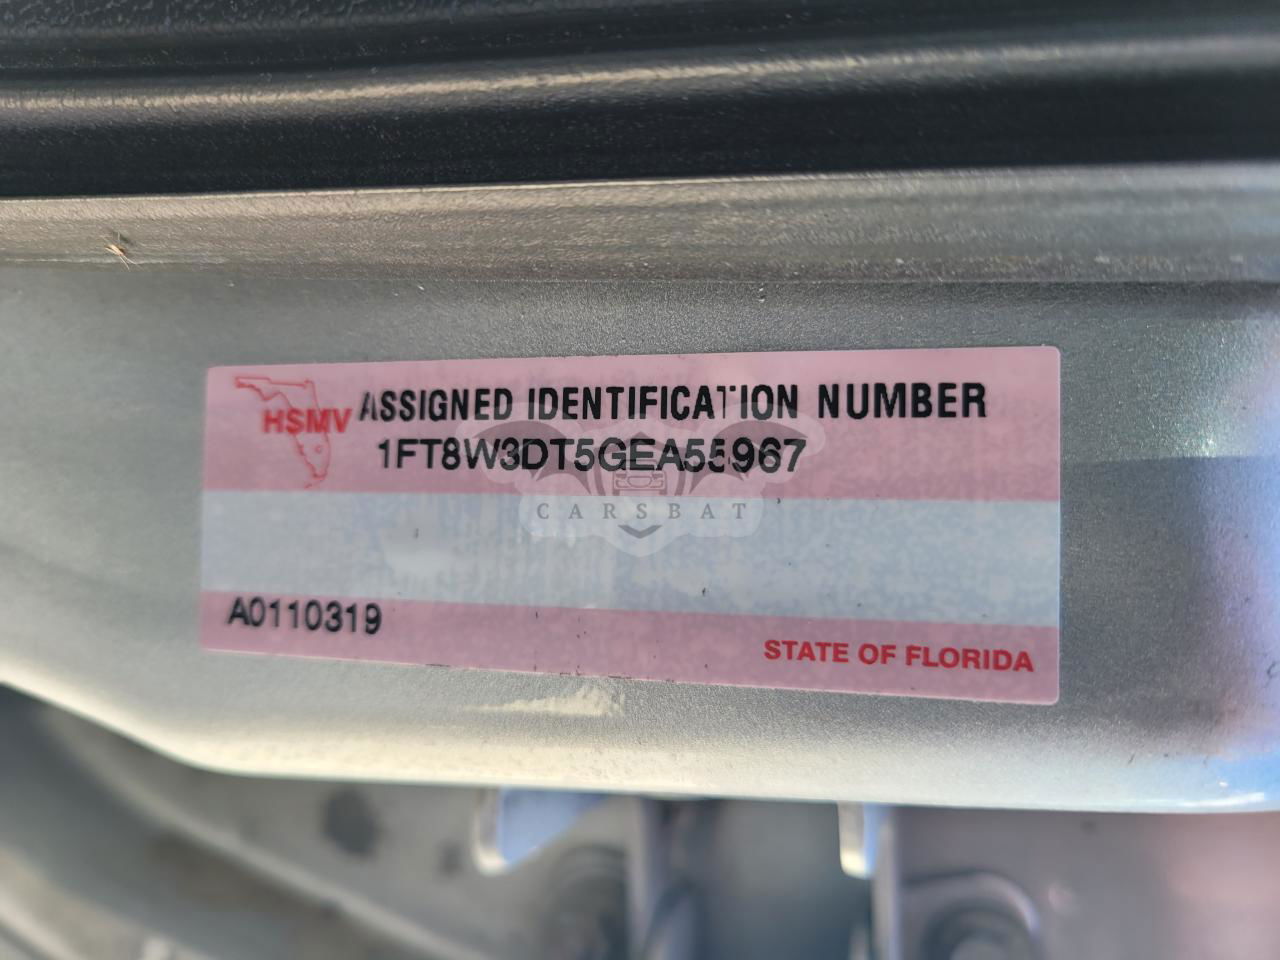 HSMV
ASSIGNED IDENTIFICATION NUMBER
1FT8W3DT5GEA55967
CARSBAT
A0110319
STATE OF FLORIDA